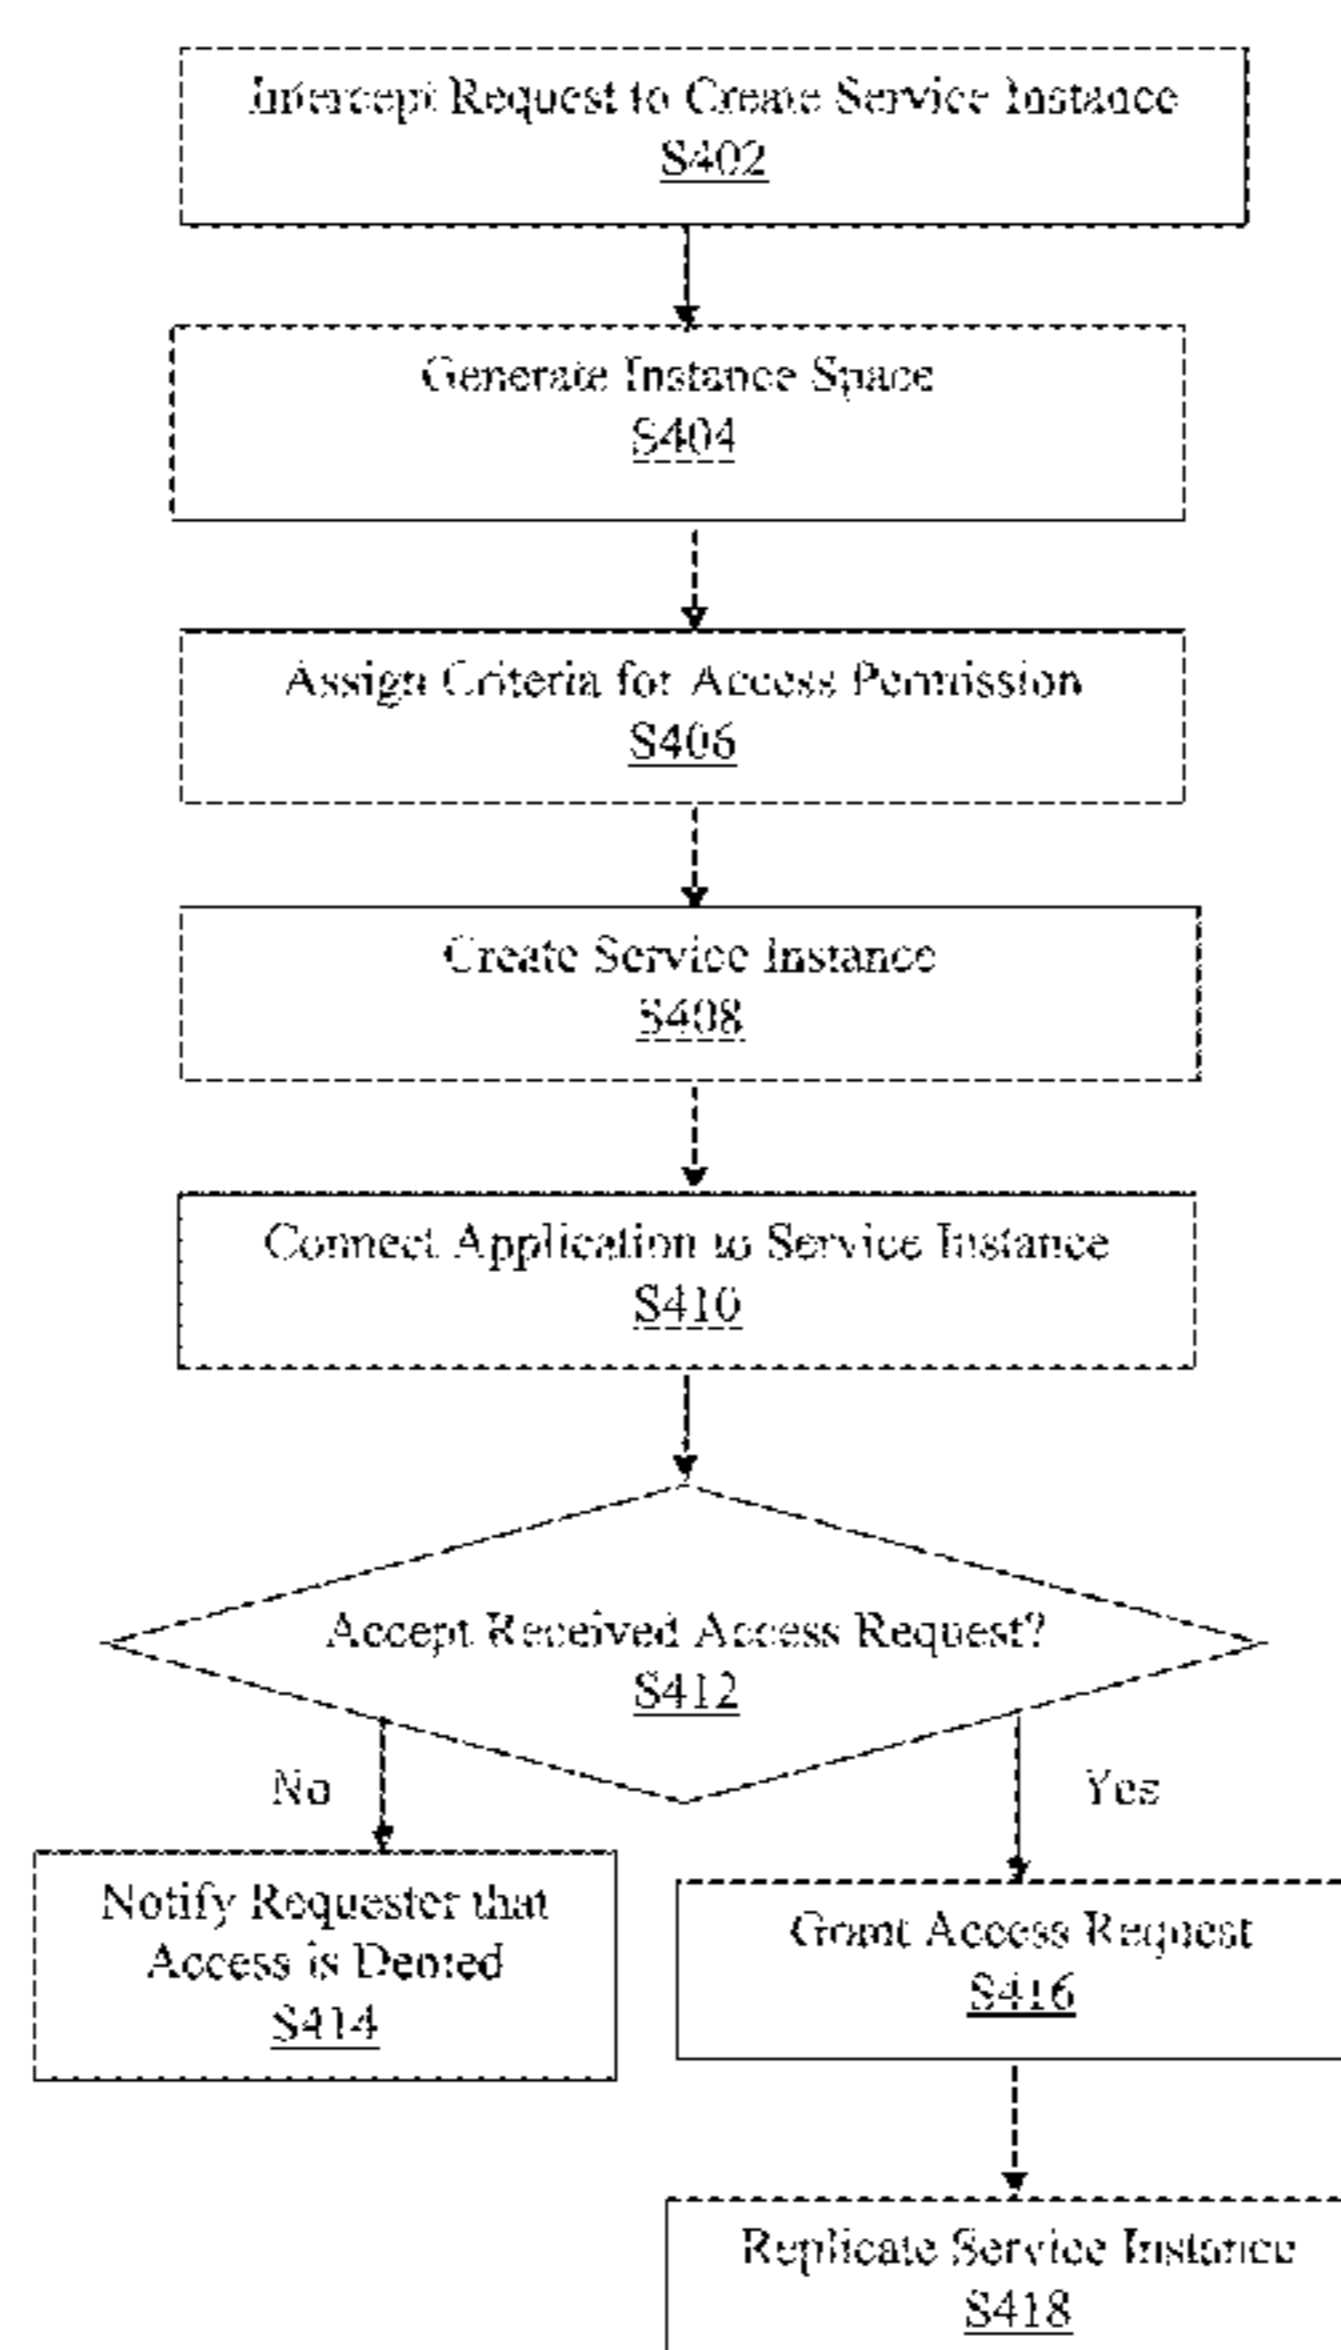 Intercept Request to Create Service Instance
S402
Generate Instance Space
S404
Assign Criteria for Access Permission
S406
Create Service Instance
S408
Connect Application to Service Instance
S410
Accept Received Access Request?
S412
No
Yes
Notify Requester that
Access is Denied
S414
Grant Access Request
S416
Replicate Service Instance
S418